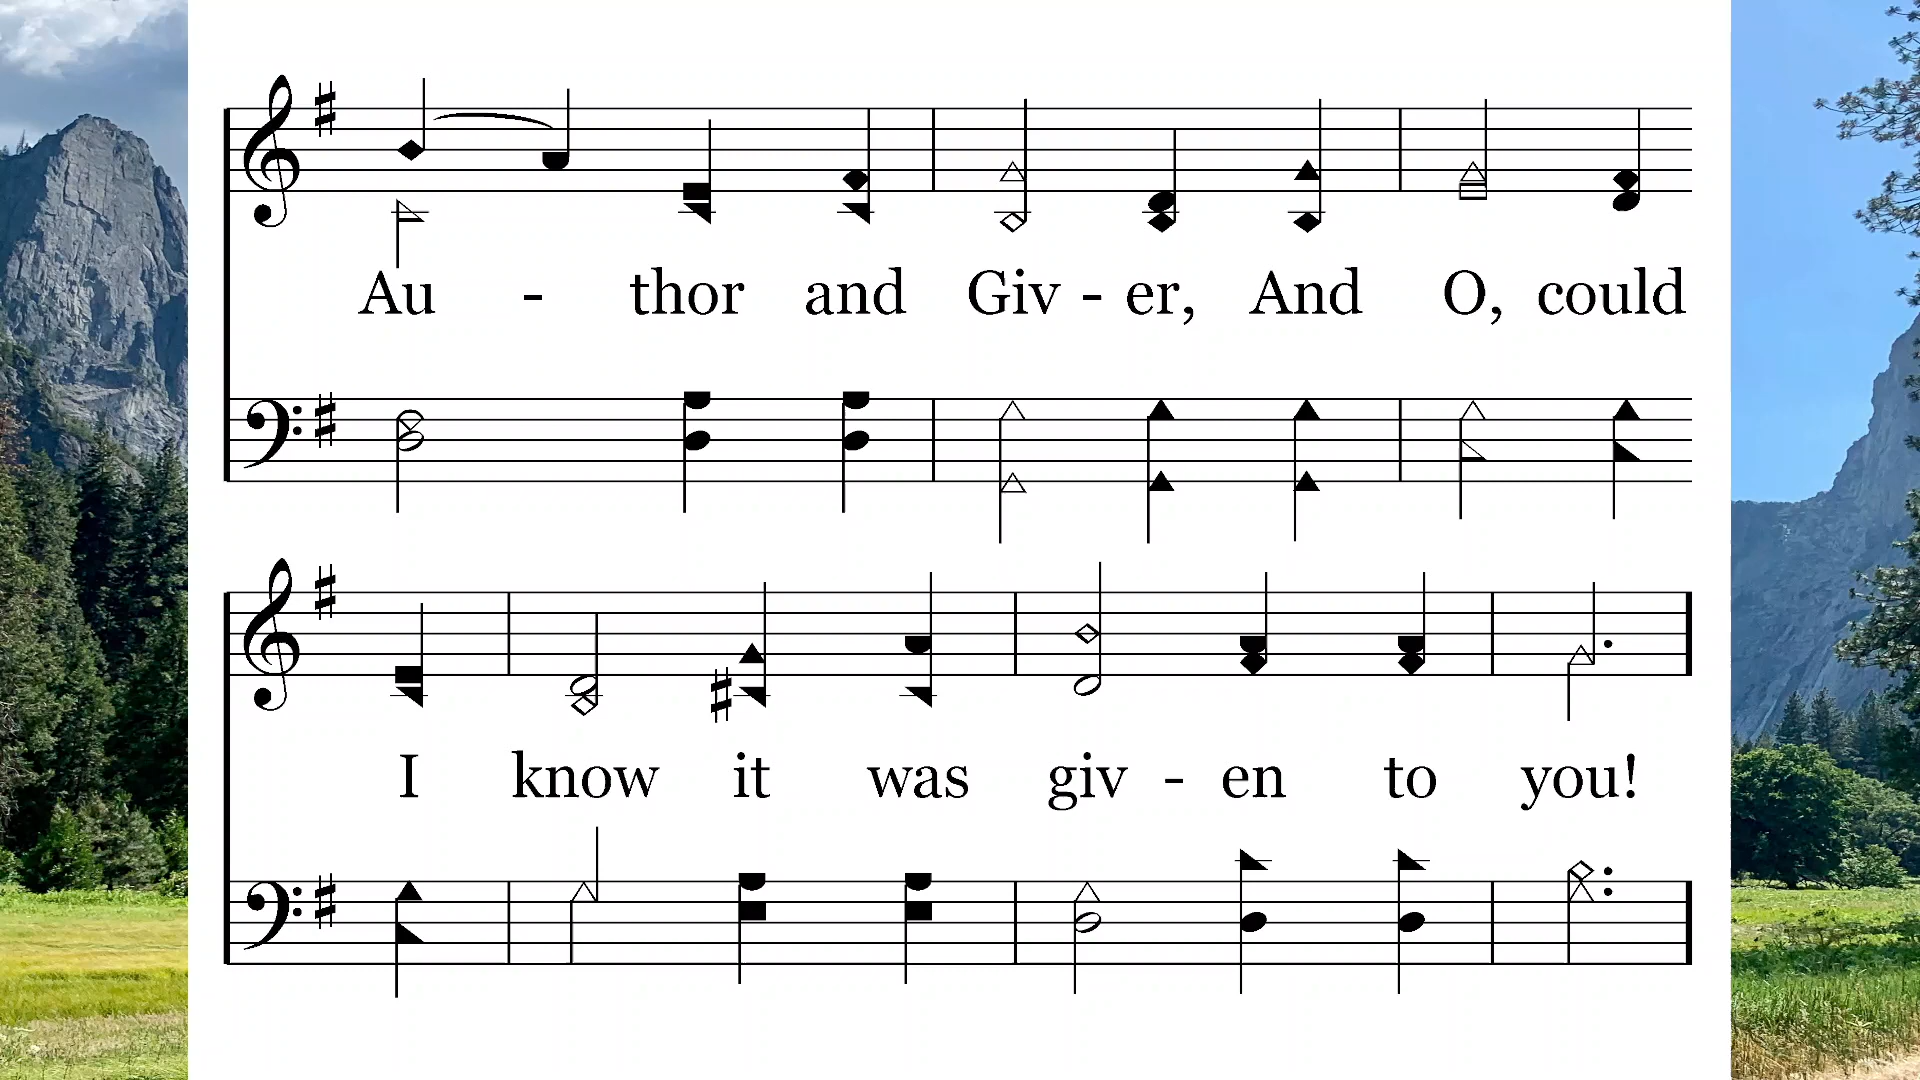 Au - thor and Giv - er, And O, could
I know it was giv - en to you!